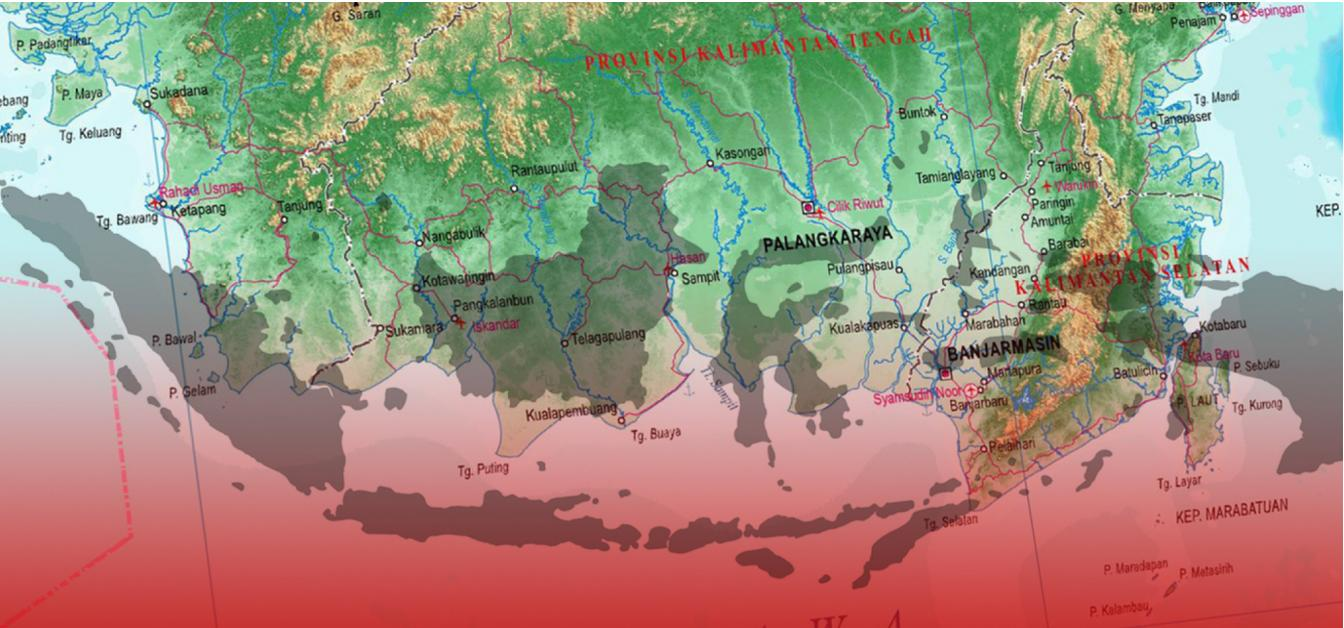 G. Saran
P. Padangtikar
G. Menyapa
Penajam
Sepinggan
P. Maya
Sukadana
Tg. Keluang
PROVINSI KALIMANTAN TENGAH
Buntok
Tg. Mandi
Tanapaser
Kasongan
Rantaupulut
Tamianglayang
Tanjung
Warukin
Rahadi Usman
Ketapang
Tg. Bawang
Tanjung
Cilik Riwut
Paringin
Amuntai
KEP.
Nangabulik
PALANGKARAYA
Barabai
PROVINSI
KALIMANTAN SELATAN
Hasan
Sampit
Pulangpisau
Kandangan
Kotawaringin
Pangkalanbun
Iskandar
Rantau
Sukamara
Telagapulang
Kualakapuas
Marabahan
Kotabaru
P. Bawal
BANJARMASIN
Kota Baru
P. Gelam
Martapura
Batulicin
P. Sebuku
Syamsudin Noor
Banjarbaru
P. LAUT
Tg. Kurong
Kualapembuang
Tl. Sampit
Tg. Buaya
Pelaihari
Tg. Puting
Tg. Layar
Tg. Selatan
KEP. MARABATUAN
P. Maradapan
P. Matasirih
P. Kalambau
W A